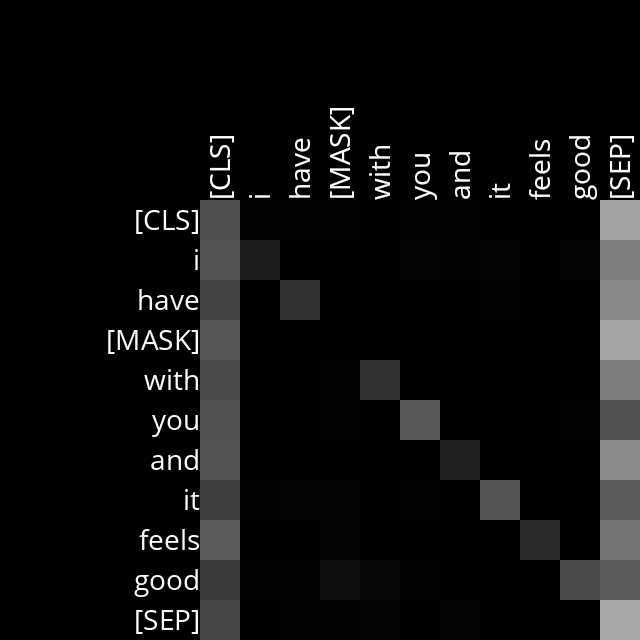 [CLS] i have [MASK] with you and it feels good [SEP]
[CLS]
i
have
[MASK]
with
you
and
it
feels
good
[SEP]